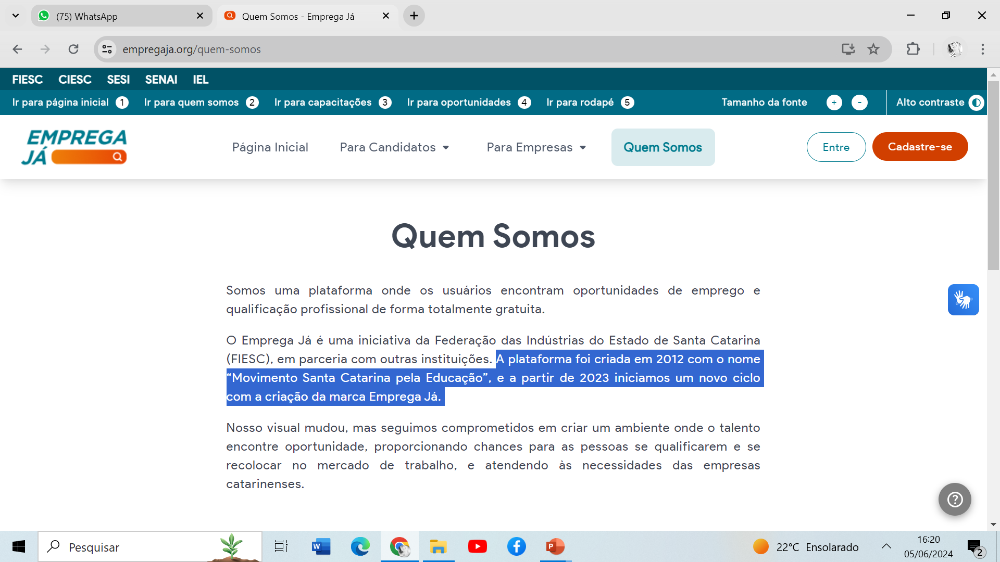 (75) WhatsApp
Quem Somos - Emprega Já
empregaja.org/quem-somos
FIESC CIESC SESI SENAI IEL
Ir para página inicial 1 Ir para quem somos 2 Ir para capacitações 3 Ir para oportunidades 4 Ir para rodapé 5 Tamanho da fonte + - Alto contraste
EMPREGA
JÁ
Página Inicial Para Candidatos Para Empresas Quem Somos Entre Cadastre-se
Quem Somos
Somos uma plataforma onde os usuários encontram oportunidades de emprego e
qualificação profissional de forma totalmente gratuita.
O Emprega Já é uma iniciativa da Federação das Indústrias do Estado de Santa Catarina
(FIESC), em parceria com outras instituições. A plataforma foi criada em 2012 com o nome
“Movimento Santa Catarina pela Educação”, e a partir de 2023 iniciamos um novo ciclo
com a criação da marca Emprega Já.
Nosso visual mudou, mas seguimos comprometidos em criar um ambiente onde o talento
encontre oportunidade, proporcionando chances para as pessoas se qualificarem e se
recolocar no mercado de trabalho, e atendendo às necessidades das empresas
catarinenses.
?
Pesquisar
W
P
22°C Ensolarado
16:20
05/06/2024
2